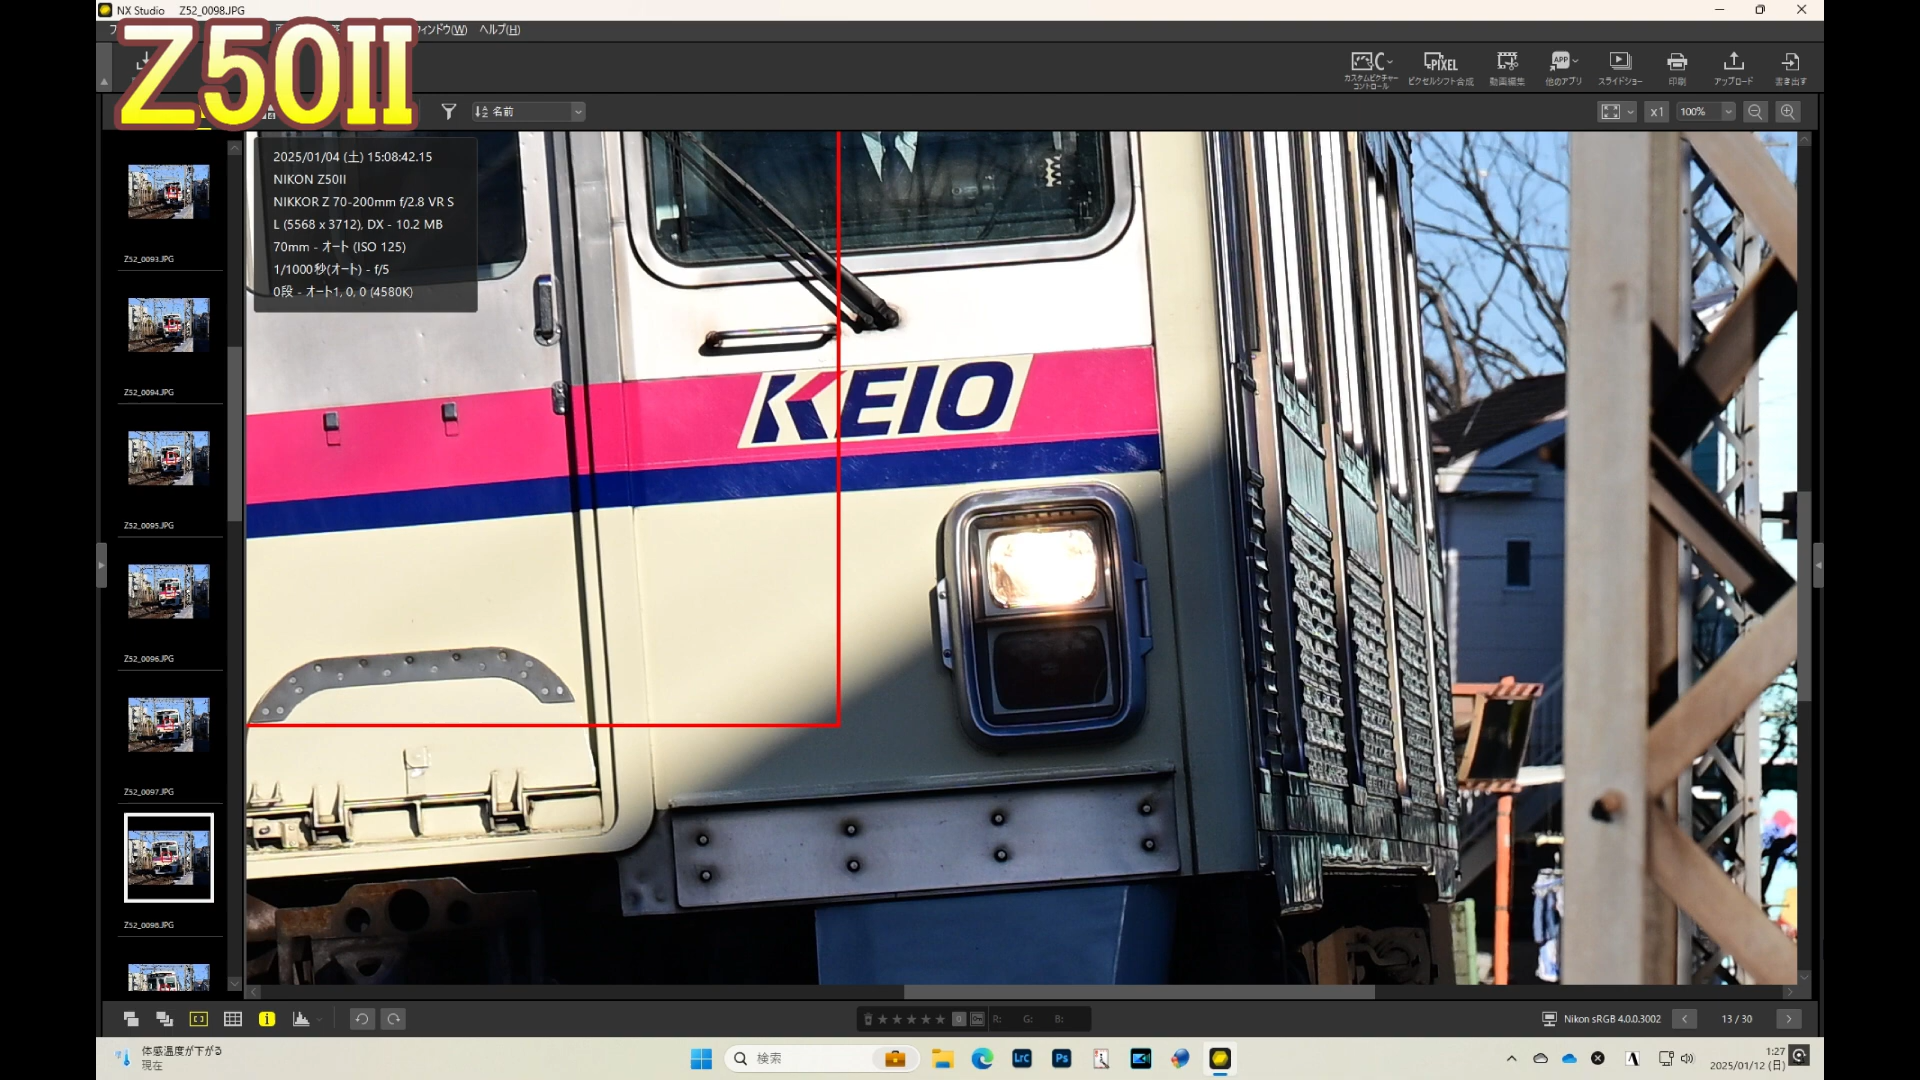 NX Studio Z52_0098.JPG
ウィンドウ(W) ヘルプ(H)
Z50II
カスタムピクチャーコントロール
ピクセルシフト合成
動画編集
他のアプリ
スライドショー
印刷
アップロード
書き出す
名前
x1
100%
2025/01/04 (土) 15:08:42.15
NIKON Z50II
NIKKOR Z 70-200mm f/2.8 VR S
L (5568 x 3712), DX - 10.2 MB
70mm - オート (ISO 125)
1/1000秒(オート) - f/5
0段 - オート1, 0, 0 (4580K)
KEIO
Z52_0093.JPG
Z52_0094.JPG
Z52_0095.JPG
Z52_0096.JPG
Z52_0097.JPG
Z52_0098.JPG
R: G: B:
Nikon sRGB 4.0.0.3002
13 / 30
体感温度が下がる
現在
検索
Lrc
Ps
1:27
2025/01/12 (日)